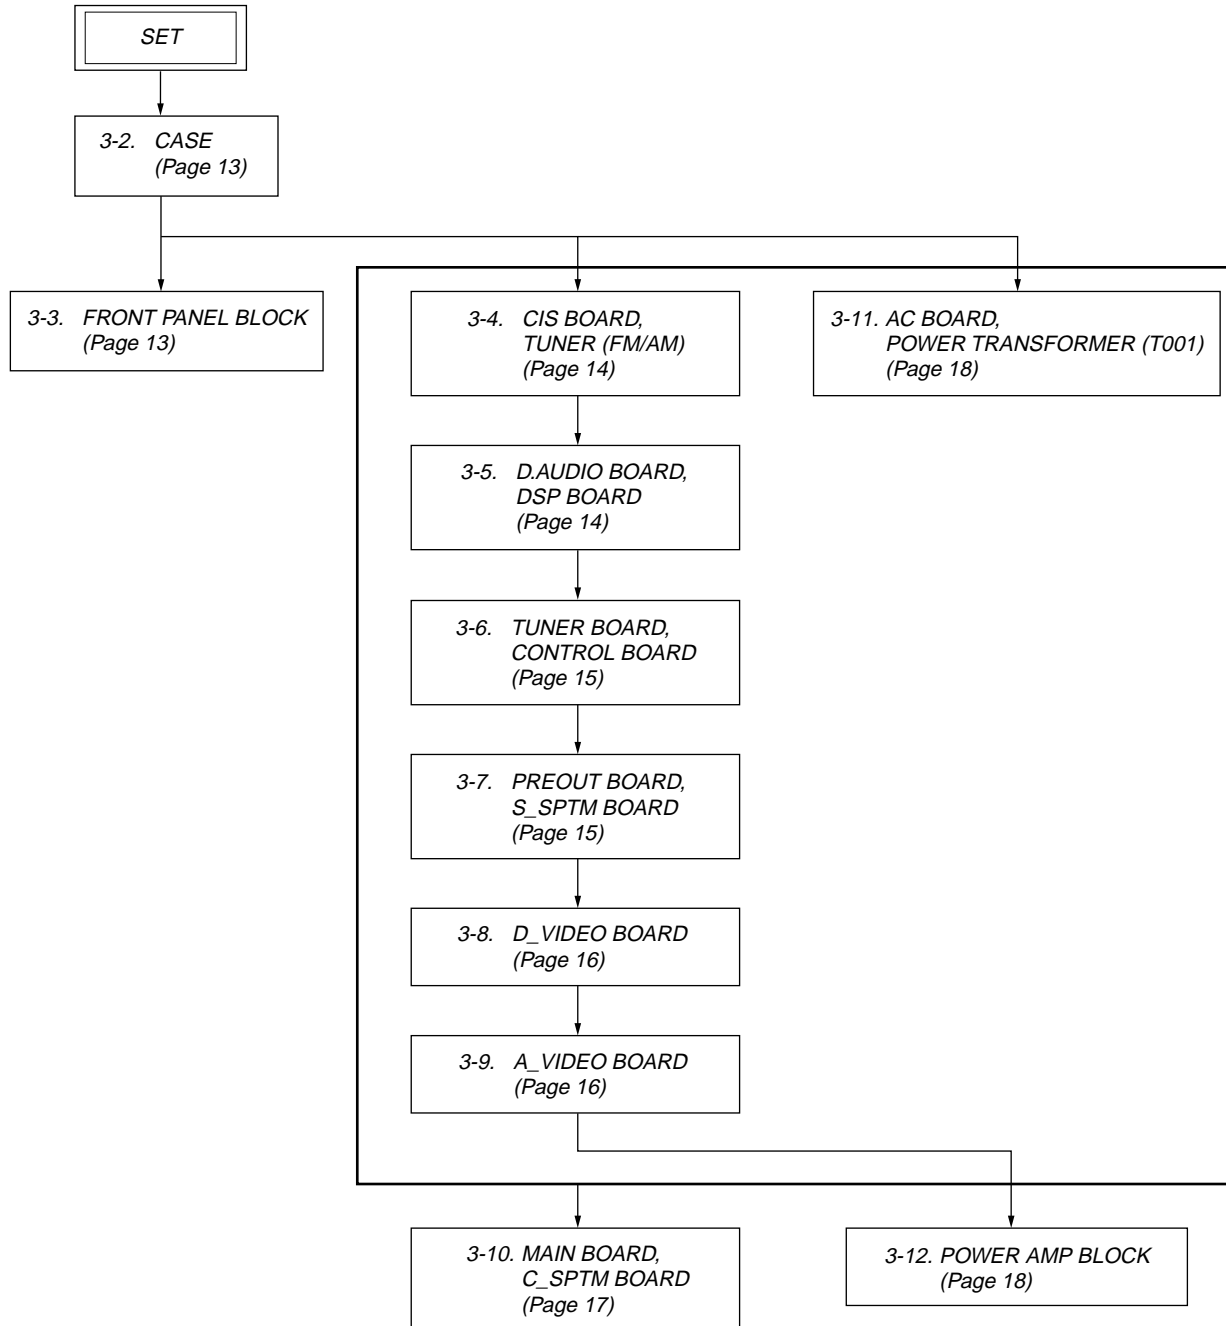 SET
3-2. CASE
(Page 13)
3-3. FRONT PANEL BLOCK
(Page 13)
3-4. CIS BOARD,
TUNER (FM/AM)
(Page 14)
3-11. AC BOARD,
POWER TRANSFORMER (T001)
(Page 18)
3-5. D.AUDIO BOARD,
DSP BOARD
(Page 14)
3-6. TUNER BOARD,
CONTROL BOARD
(Page 15)
3-7. PREOUT BOARD,
S_SPTM BOARD
(Page 15)
3-8. D_VIDEO BOARD
(Page 16)
3-9. A_VIDEO BOARD
(Page 16)
3-10. MAIN BOARD,
C_SPTM BOARD
(Page 17)
3-12. POWER AMP BLOCK
(Page 18)